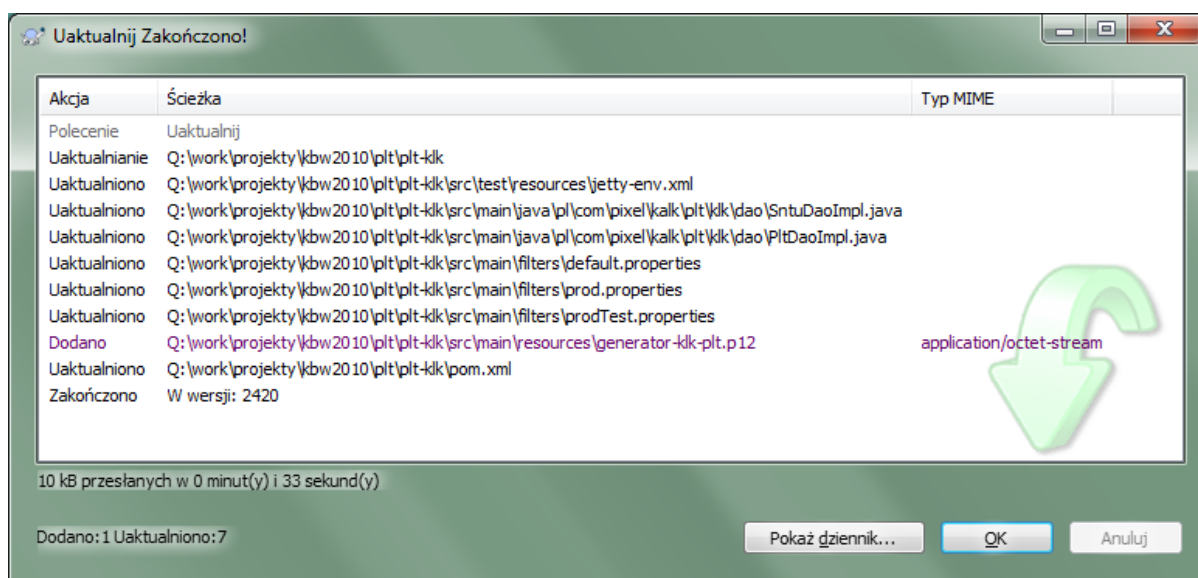 Uaktualnij Zakończono!
Akcja Ścieżka Typ MIME
Polecenie Uaktualnij
Uaktualnianie Q:\work\projekty\kbw2010\plt\plt-klk
Uaktualniono Q:\work\projekty\kbw2010\plt\plt-klk\src\test\resources\jetty-env.xml
Uaktualniono Q:\work\projekty\kbw2010\plt\plt-klk\src\main\java\pl\com\pixel\kalk\plt\klk\dao\SntuDaoImpl.java
Uaktualniono Q:\work\projekty\kbw2010\plt\plt-klk\src\main\java\pl\com\pixel\kalk\plt\klk\dao\PltDaoImpl.java
Uaktualniono Q:\work\projekty\kbw2010\plt\plt-klk\src\main\filters\default.properties
Uaktualniono Q:\work\projekty\kbw2010\plt\plt-klk\src\main\filters\prod.properties
Uaktualniono Q:\work\projekty\kbw2010\plt\plt-klk\src\main\filters\prodTest.properties
Dodano Q:\work\projekty\kbw2010\plt\plt-klk\src\main\resources\generator-klk-plt.p12 application/octet-stream
Uaktualniono Q:\work\projekty\kbw2010\plt\plt-klk\pom.xml
Zakończono W wersji: 2420
10 kB przesłanych w 0 minut(y) i 33 sekund(y)
Dodano:1 Uaktualniono:7 Pokaż dziennik... OK Anuluj